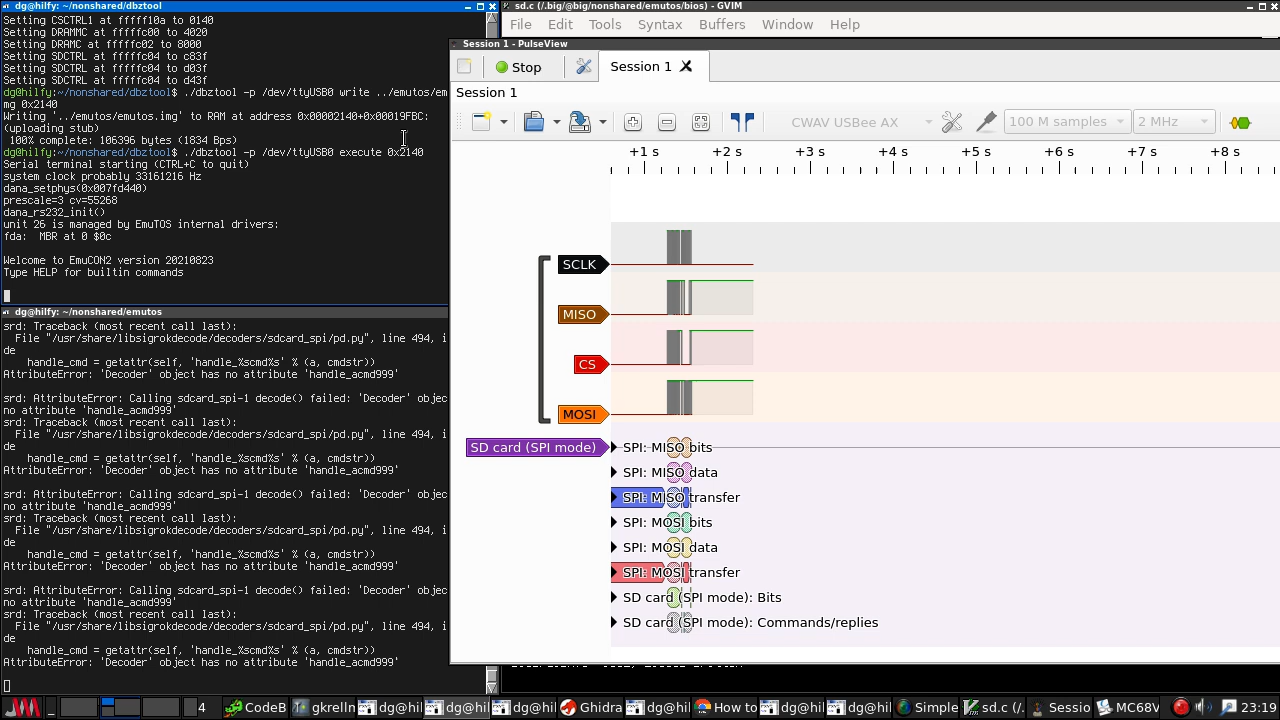 dg@hilfy: ~/nonshared/dbztool
Setting CSCTRL1 at fffff10a to 0140
Setting DRAMMC at fffffc00 to 4020
Setting DRAMC at fffffc02 to 8000
Setting SDCTRL at fffffc04 to c83f
Setting SDCTRL at fffffc04 to d03f
Setting SDCTRL at fffffc04 to d43f
dg@hilfy:~/nonshared/dbztool$ ./dbztool -p /dev/ttyUSB0 write ../emutos/em
mg 0x2140
Writing '../emutos/emutos.img' to RAM at address 0x00002140+0x00019FBC:
(uploading stub)
100% complete: 106396 bytes (1834 Bps)
dg@hilfy:~/nonshared/dbztool$ ./dbztool -p /dev/ttyUSB0 execute 0x2140
Serial terminal starting (CTRL+C to quit)
system clock probably 33161216 Hz
dana_setphys(0x007fd440)
prescale=3 cv=55268
dana_rs232_init()
unit 26 is managed by EmuTOS internal drivers:
fda:  MBR at 0 $0c
Welcome to EmuCON2 version 20210823
Type HELP for builtin commands
dg@hilfy: ~/nonshared/emutos
srd: Traceback (most recent call last):
File "/usr/share/libsigrokdecode/decoders/sdcard_spi/pd.py", line 494, i
de
handle_cmd = getattr(self, 'handle_%scmd%s' % (a, cmdstr))
AttributeError: 'Decoder' object has no attribute 'handle_acmd999'
srd: AttributeError: Calling sdcard_spi-1 decode() failed: 'Decoder' objec
no attribute 'handle_acmd999'
srd: Traceback (most recent call last):
File "/usr/share/libsigrokdecode/decoders/sdcard_spi/pd.py", line 494, i
de
handle_cmd = getattr(self, 'handle_%scmd%s' % (a, cmdstr))
AttributeError: 'Decoder' object has no attribute 'handle_acmd999'
srd: AttributeError: Calling sdcard_spi-1 decode() failed: 'Decoder' objec
no attribute 'handle_acmd999'
srd: Traceback (most recent call last):
File "/usr/share/libsigrokdecode/decoders/sdcard_spi/pd.py", line 494, i
de
handle_cmd = getattr(self, 'handle_%scmd%s' % (a, cmdstr))
AttributeError: 'Decoder' object has no attribute 'handle_acmd999'
srd: AttributeError: Calling sdcard_spi-1 decode() failed: 'Decoder' objec
no attribute 'handle_acmd999'
srd: Traceback (most recent call last):
File "/usr/share/libsigrokdecode/decoders/sdcard_spi/pd.py", line 494, i
de
handle_cmd = getattr(self, 'handle_%scmd%s' % (a, cmdstr))
AttributeError: 'Decoder' object has no attribute 'handle_acmd999'
sd.c (/.big/@big/nonshared/emutos/bios) - GVIM
File Edit Tools Syntax Buffers Window Help
Session 1 - PulseView
Stop
Session 1
Session 1
CWAV USBee AX
100 M samples
2 MHz
+1 s +2 s +3 s +4 s +5 s +6 s +7 s +8 s
SCLK
MISO
CS
MOSI
SD card (SPI mode)
SPI: MISO bits
SPI: MISO data
SPI: MISO transfer
SPI: MOSI bits
SPI: MOSI data
SPI: MOSI transfer
SD card (SPI mode): Bits
SD card (SPI mode): Commands/replies
4 CodeB gkrelln dg@hil dg@hil dg@hil Ghidra dg@hil How to dg@hil dg@hil Simple sd.c (/. Sessio MC68V 23:19